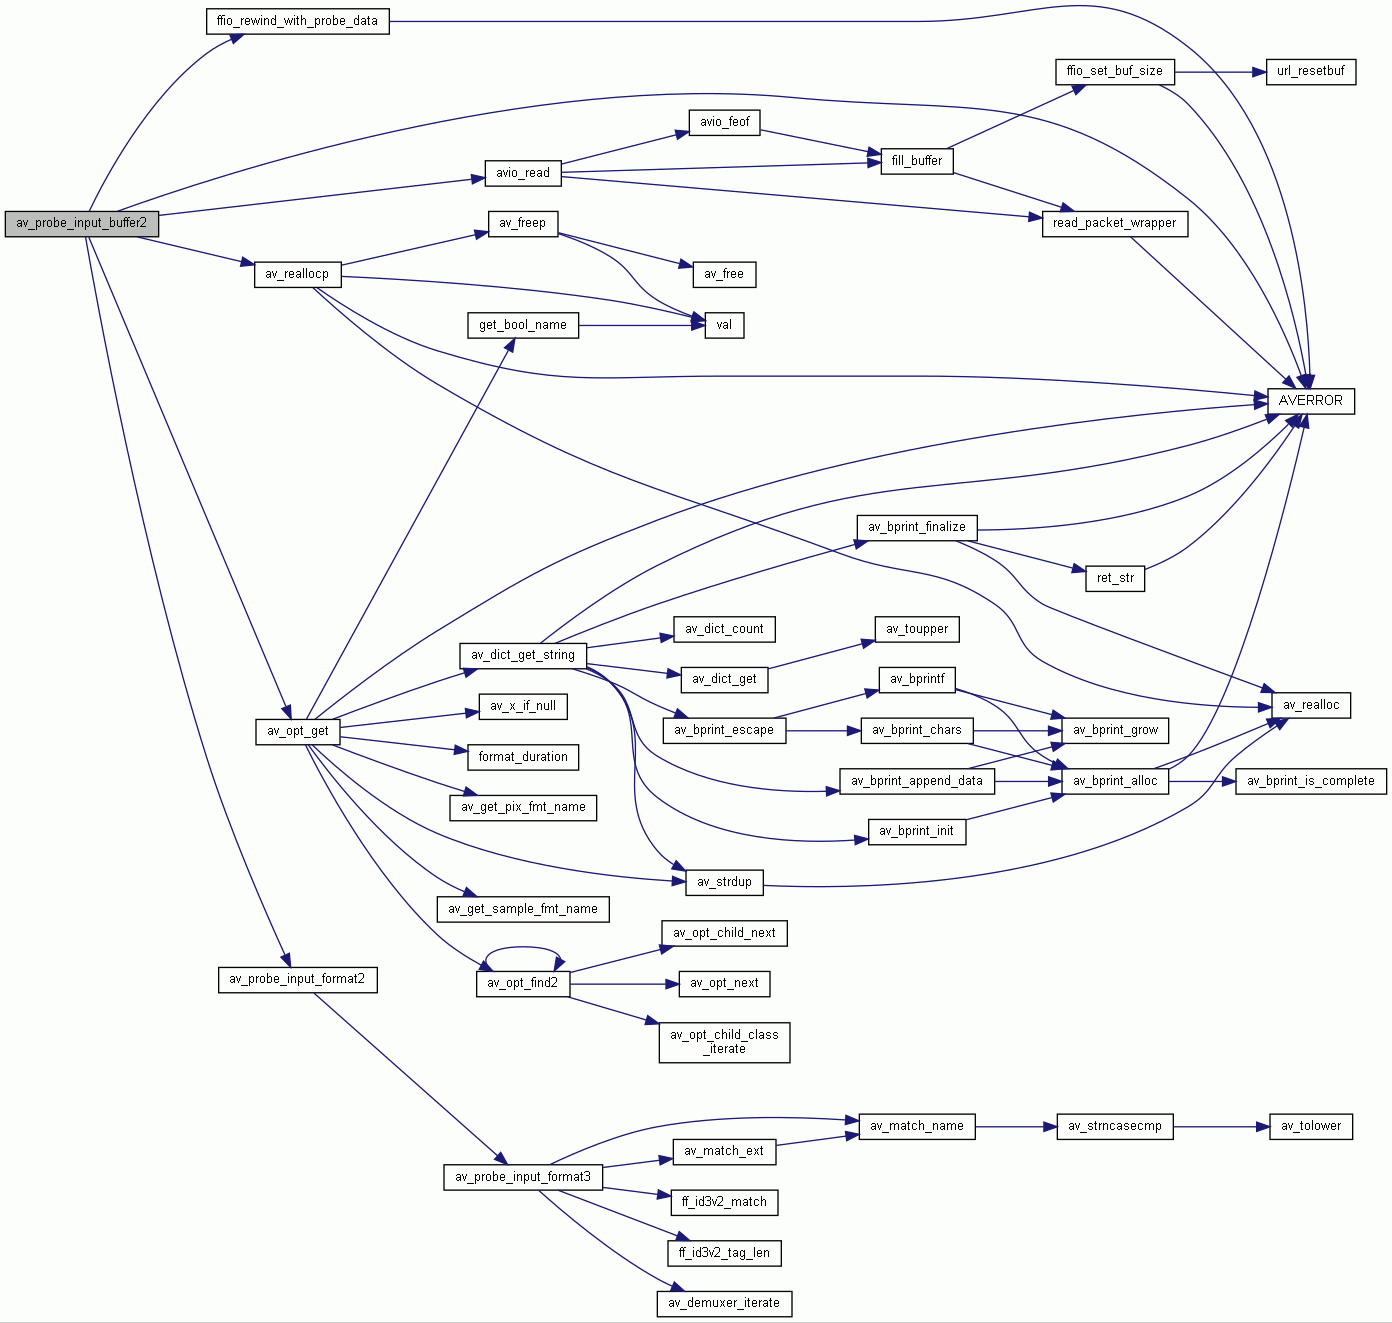 ffio_rewind_with_probe_data
ffio_set_buf_size
url_resetbuf
avio_feof
fill_buffer
avio_read
av_probe_input_buffer2
av_freep
read_packet_wrapper
av_reallocp
av_free
get_bool_name
val
AVERROR
av_bprint_finalize
ret_str
av_dict_count
av_toupper
av_dict_get_string
av_dict_get
av_bprintf
av_x_if_null
av_realloc
av_opt_get
av_bprint_escape
av_bprint_chars
av_bprint_grow
format_duration
av_bprint_append_data
av_bprint_alloc
av_bprint_is_complete
av_get_pix_fmt_name
av_bprint_init
av_strdup
av_get_sample_fmt_name
av_opt_child_next
av_probe_input_format2
av_opt_find2
av_opt_next
av_opt_child_class
_iterate
av_match_name
av_strncasecmp
av_tolower
av_match_ext
av_probe_input_format3
ff_id3v2_match
ff_id3v2_tag_len
av_demuxer_iterate